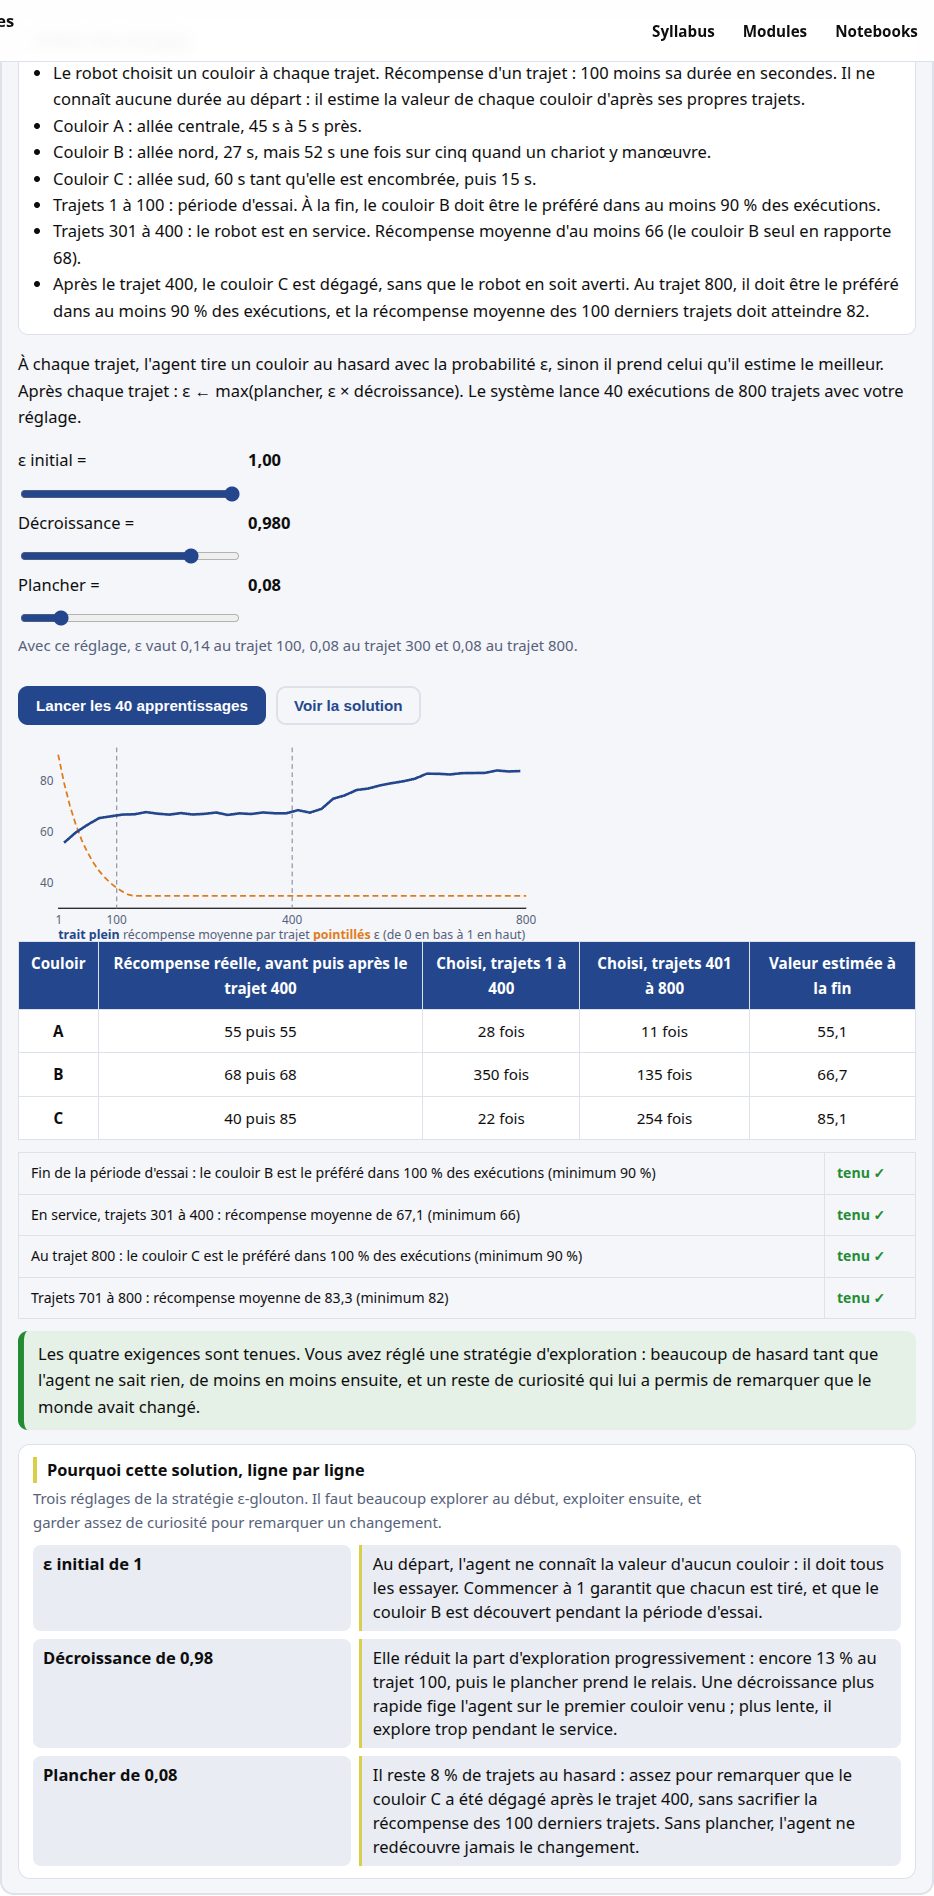 es
Syllabus Modules Notebooks
• Le robot choisit un couloir à chaque trajet. Récompense d'un trajet : 100 moins sa durée en secondes. Il ne
connaît aucune durée au départ : il estime la valeur de chaque couloir d'après ses propres trajets.
• Couloir A : allée centrale, 45 s à 5 s près.
• Couloir B : allée nord, 27 s, mais 52 s une fois sur cinq quand un chariot y manœuvre.
• Couloir C : allée sud, 60 s tant qu'elle est encombrée, puis 15 s.
• Trajets 1 à 100 : période d'essai. À la fin, le couloir B doit être le préféré dans au moins 90 % des exécutions.
• Trajets 301 à 400 : le robot est en service. Récompense moyenne d'au moins 66 (le couloir B seul en rapporte
68).
• Après le trajet 400, le couloir C est dégagé, sans que le robot en soit averti. Au trajet 800, il doit être le préféré
dans au moins 90 % des exécutions, et la récompense moyenne des 100 derniers trajets doit atteindre 82.
À chaque trajet, l'agent tire un couloir au hasard avec la probabilité ε, sinon il prend celui qu'il estime le meilleur.
Après chaque trajet : ε ← max(plancher, ε × décroissance). Le système lance 40 exécutions de 800 trajets avec votre
réglage.
ε initial = 1,00
Décroissance = 0,980
Plancher = 0,08
Avec ce réglage, ε vaut 0,14 au trajet 100, 0,08 au trajet 300 et 0,08 au trajet 800.
Lancer les 40 apprentissages Voir la solution
80
60
40
1 100 400 800
trait plein récompense moyenne par trajet pointillés ε (de 0 en bas à 1 en haut)
Couloir Récompense réelle, avant puis après le trajet 400 Choisi, trajets 1 à 400 Choisi, trajets 401 à 800 Valeur estimée à la fin
A 55 puis 55 28 fois 11 fois 55,1
B 68 puis 68 350 fois 135 fois 66,7
C 40 puis 85 22 fois 254 fois 85,1
Fin de la période d'essai : le couloir B est le préféré dans 100 % des exécutions (minimum 90 %) tenu ✓
En service, trajets 301 à 400 : récompense moyenne de 67,1 (minimum 66) tenu ✓
Au trajet 800 : le couloir C est le préféré dans 100 % des exécutions (minimum 90 %) tenu ✓
Trajets 701 à 800 : récompense moyenne de 83,3 (minimum 82) tenu ✓
Les quatre exigences sont tenues. Vous avez réglé une stratégie d'exploration : beaucoup de hasard tant que
l'agent ne sait rien, de moins en moins ensuite, et un reste de curiosité qui lui a permis de remarquer que le
monde avait changé.
Pourquoi cette solution, ligne par ligne
Trois réglages de la stratégie ε-glouton. Il faut beaucoup explorer au début, exploiter ensuite, et
garder assez de curiosité pour remarquer un changement.
ε initial de 1
Au départ, l'agent ne connaît la valeur d'aucun couloir : il doit tous
les essayer. Commencer à 1 garantit que chacun est tiré, et que le
couloir B est découvert pendant la période d'essai.
Décroissance de 0,98
Elle réduit la part d'exploration progressivement : encore 13 % au
trajet 100, puis le plancher prend le relais. Une décroissance plus
rapide fige l'agent sur le premier couloir venu ; plus lente, il
explore trop pendant le service.
Plancher de 0,08
Il reste 8 % de trajets au hasard : assez pour remarquer que le
couloir C a été dégagé après le trajet 400, sans sacrifier la
récompense des 100 derniers trajets. Sans plancher, l'agent ne
redécouvre jamais le changement.